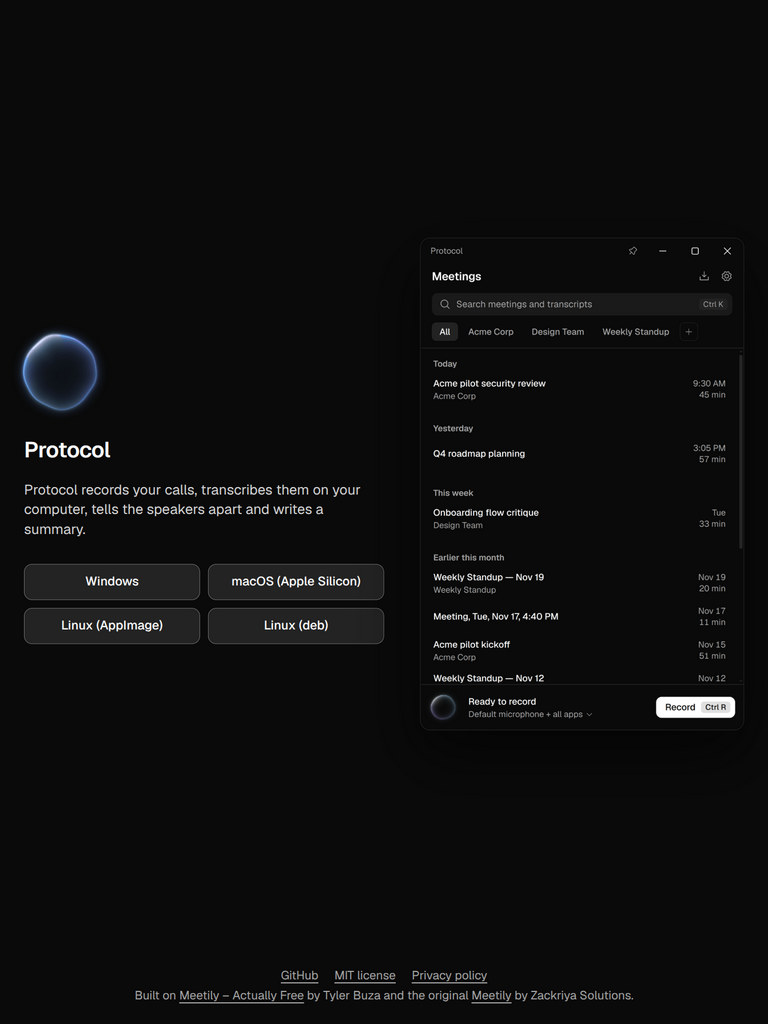 Protocol
Protocol records your calls, transcribes them on your
computer, tells the speakers apart and writes a
summary.
Windows
macOS (Apple Silicon)
Linux (AppImage)
Linux (deb)
Protocol
Meetings
Search meetings and transcripts
Ctrl K
All
Acme Corp
Design Team
Weekly Standup
+
Today
Acme pilot security review
9:30 AM
Acme Corp
45 min
Yesterday
Q4 roadmap planning
3:05 PM
57 min
This week
Onboarding flow critique
Tue
Design Team
33 min
Earlier this month
Weekly Standup — Nov 19
Nov 19
Weekly Standup
20 min
Meeting, Tue, Nov 17, 4:40 PM
Nov 17
11 min
Acme pilot kickoff
Nov 15
Acme Corp
51 min
Weekly Standup — Nov 12
Nov 12
Ready to record
Default microphone + all apps
Record
Ctrl R
GitHub MIT license Privacy policy
Built on Meetily – Actually Free by Tyler Buza and the original Meetily by Zackriya Solutions.